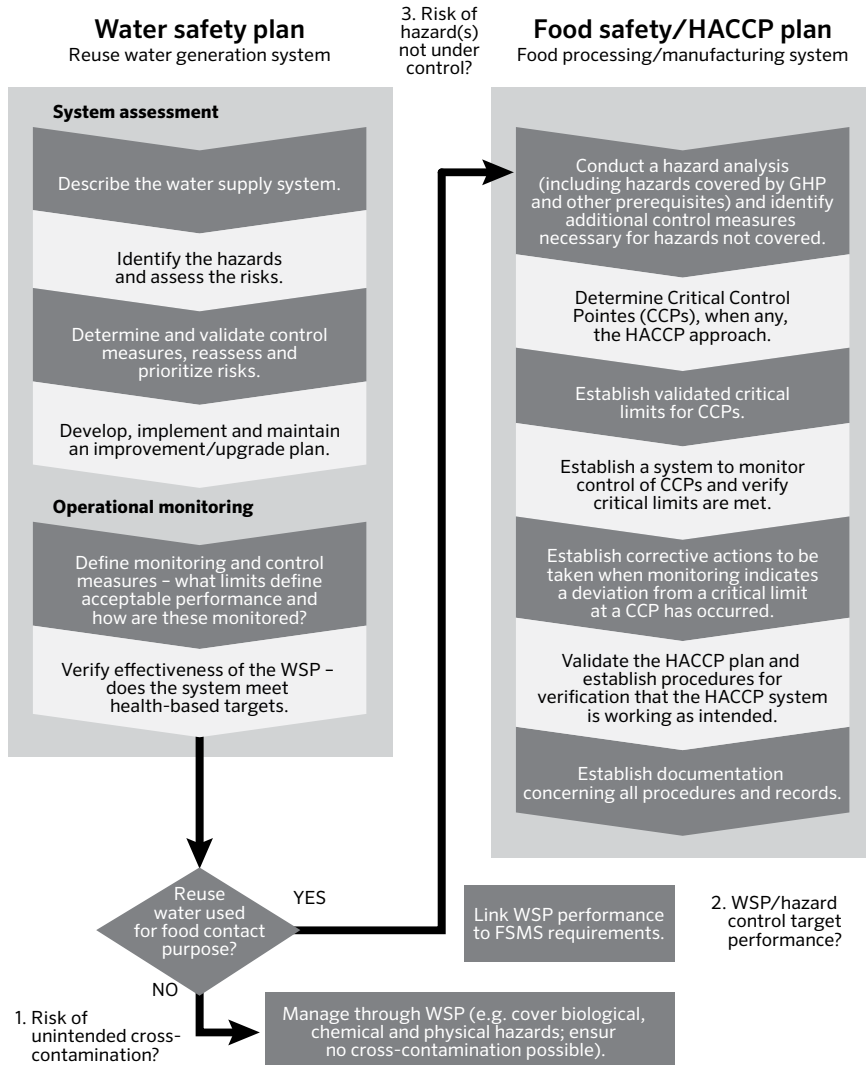 Water safety plan
Reuse water generation system
System assessment
Describe the water supply system.
Identify the hazards
and assess the risks.
Determine and validate control
measures, reassess and
prioritize risks.
Develop, implement and maintain
an improvement/upgrade plan.
Operational monitoring
Define monitoring and control
measures – what limits define
acceptable performance and
how are these monitored?
Verify effectiveness of the WSP –
does the system meet
health-based targets.
Reuse
water used
for food contact
purpose?
YES
NO
1. Risk of
unintended cross-
contamination?
Manage through WSP (e.g. cover biological,
chemical and physical hazards; ensur
no cross-contamination possible).
Link WSP performance
to FSMS requirements.
2. WSP/hazard
control target
performance?
3. Risk of
hazard(s)
not under
control?
Food safety/HACCP plan
Food processing/manufacturing system
Conduct a hazard analysis
(including hazards covered by GHP
and other prerequisites) and identify
additional control measures
necessary for hazards not covered.
Determine Critical Control
Pointes (CCPs), when any,
the HACCP approach.
Establish validated critical
limits for CCPs.
Establish a system to monitor
control of CCPs and verify
critical limits are met.
Establish corrective actions to be
taken when monitoring indicates
a deviation from a critical limit
at a CCP has occurred.
Validate the HACCP plan and
establish procedures for
verification that the HACCP system
is working as intended.
Establish documentation
concerning all procedures and records.